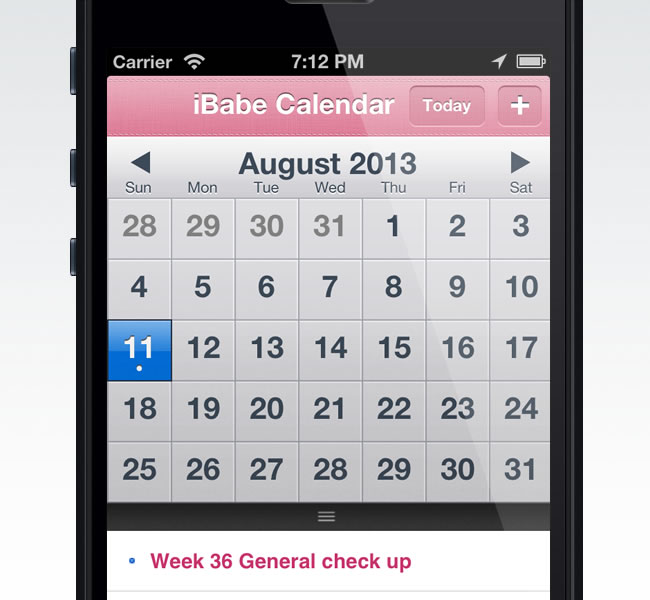 Carrier 7:12 PM
iBabe Calendar Today +
August 2013
Sun Mon Tue Wed Thu Fri Sat
28 29 30 31 1 2 3
4 5 6 7 8 9 10
11 12 13 14 15 16 17
18 19 20 21 22 23 24
25 26 27 28 29 30 31
Week 36 General check up